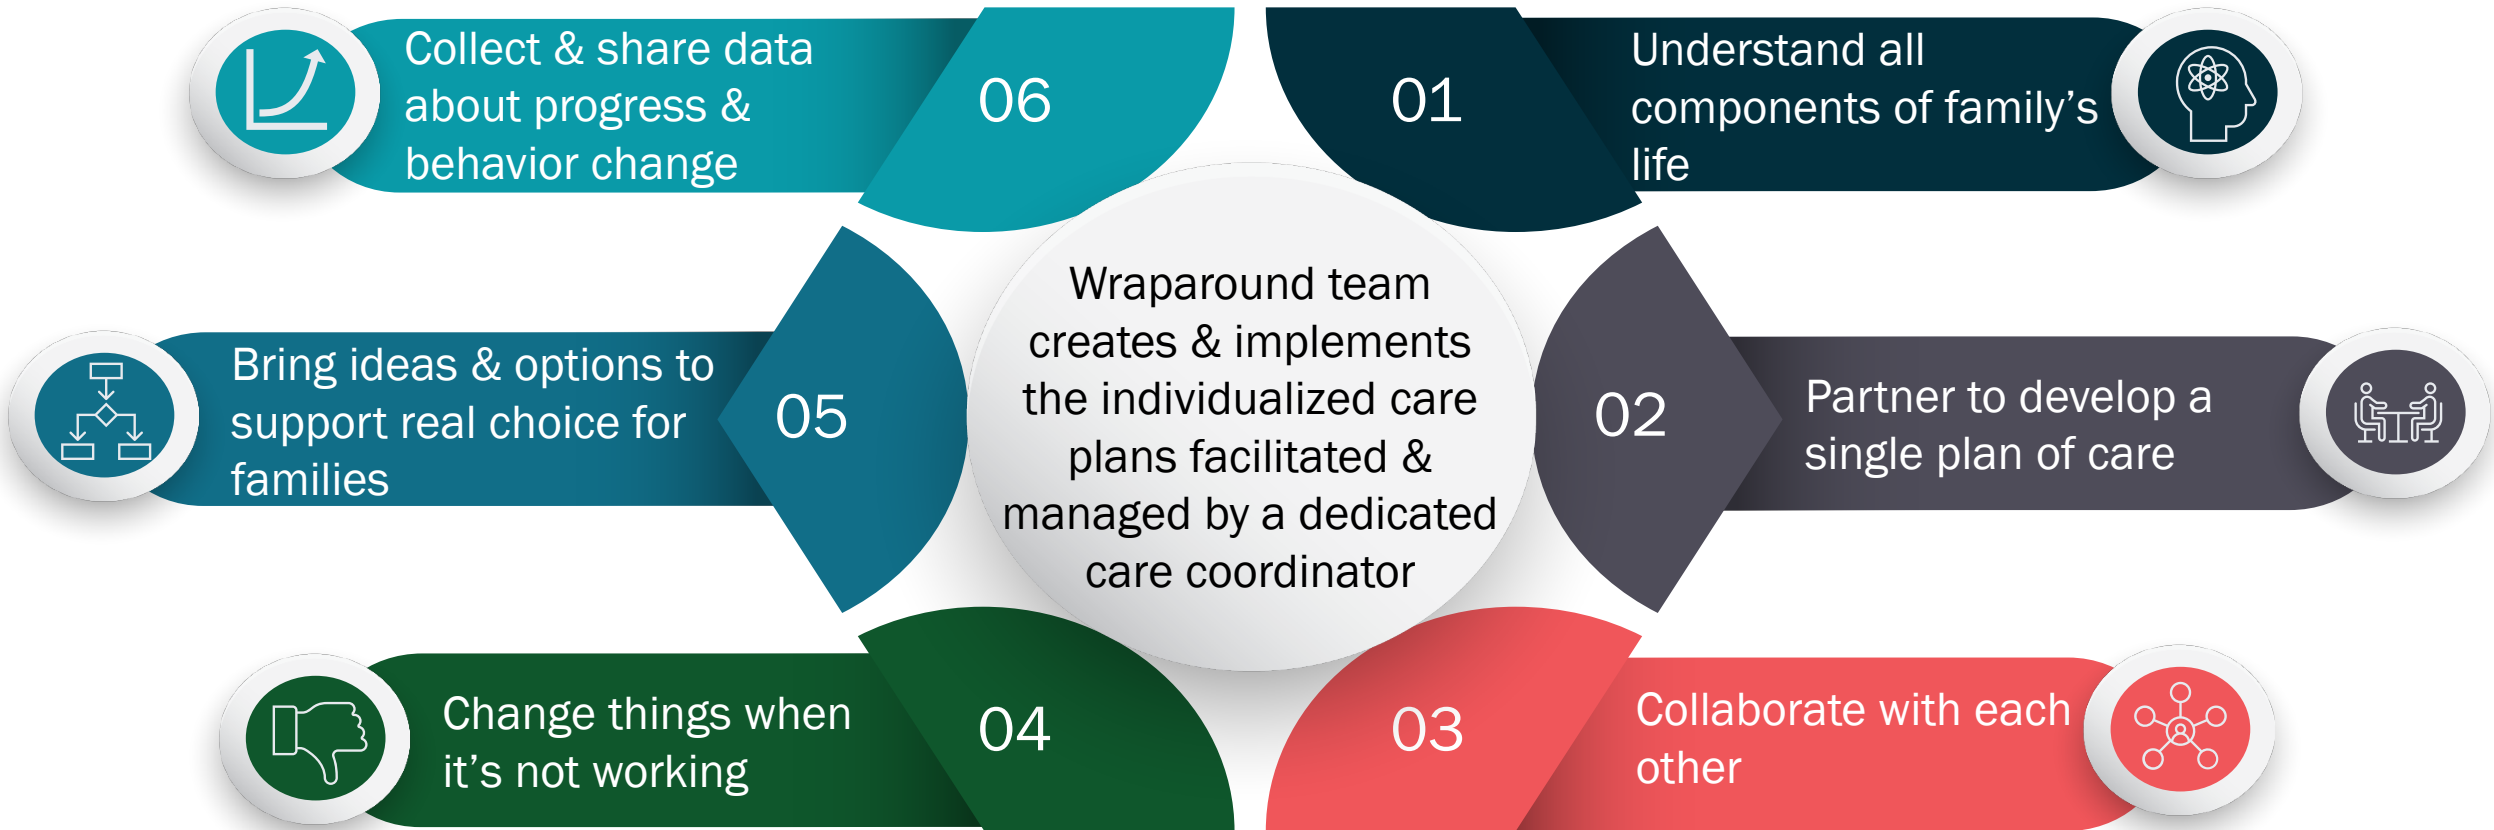 01
Understand all
components of family’s
life
02
Partner to develop a
single plan of care
03
Collaborate with each
other
04
Change things when
it’s not working
05
Bring ideas & options to
support real choice for
families
06
Collect & share data
about progress &
behavior change
Wraparound team
creates & implements
the individualized care
plans facilitated &
managed by a dedicated
care coordinator